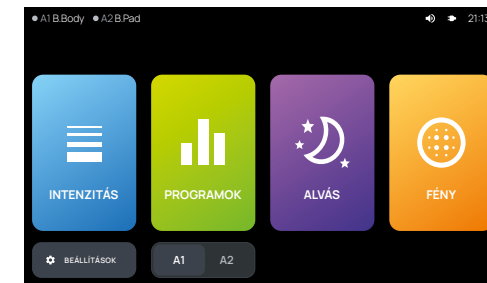 A1 B.Body A2 B.Pad 21:13
INTENZITÁS PROGRAMOK ALVÁS FÉNY
BEÁLLÍTÁSOK A1 A2